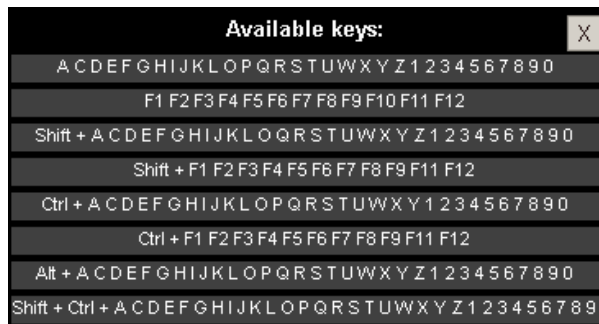 Available keys:
X
A C D E F G H I J K L O P Q R S T U W X Y Z 1 2 3 4 5 6 7 8 9 0
F1 F2 F3 F4 F5 F6 F7 F8 F9 F10 F11 F12
Shift + A C D E F G H I J K L O Q R S T U W X Y Z 1 2 3 4 5 6 7 8 9 0
Shift + F1 F2 F3 F4 F5 F6 F7 F8 F9 F11 F12
Ctrl + A C D E F G H I J K L O P Q R S T U W X Y 1 2 3 4 5 6 7 8 9 0
Ctrl + F1 F2 F3 F4 F5 F6 F7 F8 F9 F11 F12
Alt + A C D E F G H I J K L O P Q R S T U W X Y Z 1 2 3 4 5 6 7 8 9 0
Shift + Ctrl + A C D E F G H I J K L O P Q R S T U W X Y Z 1 2 3 4 5 6 7 8 9